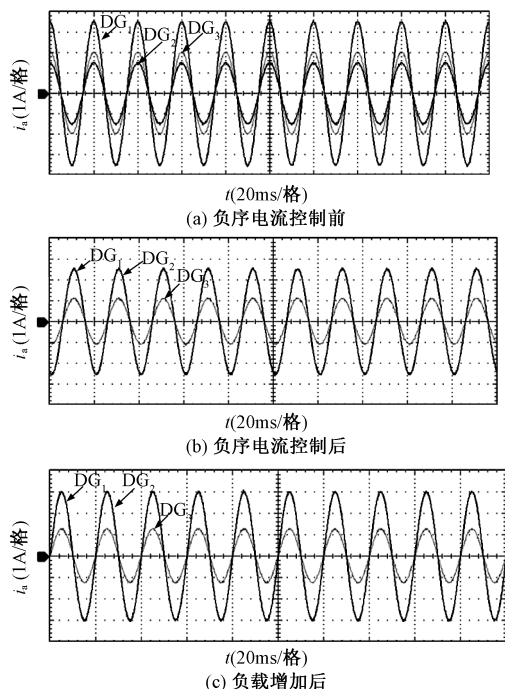 DG₁
DG₂
DG₃
iₐ(1A/格)
t(20ms/格)
(a) 负序电流控制前
DG₁
DG₂
DG₃
iₐ(1A/格)
t(20ms/格)
(b) 负序电流控制后
DG₁
DG₂
DG₃
iₐ(1A/格)
t(20ms/格)
(c) 负载增加后